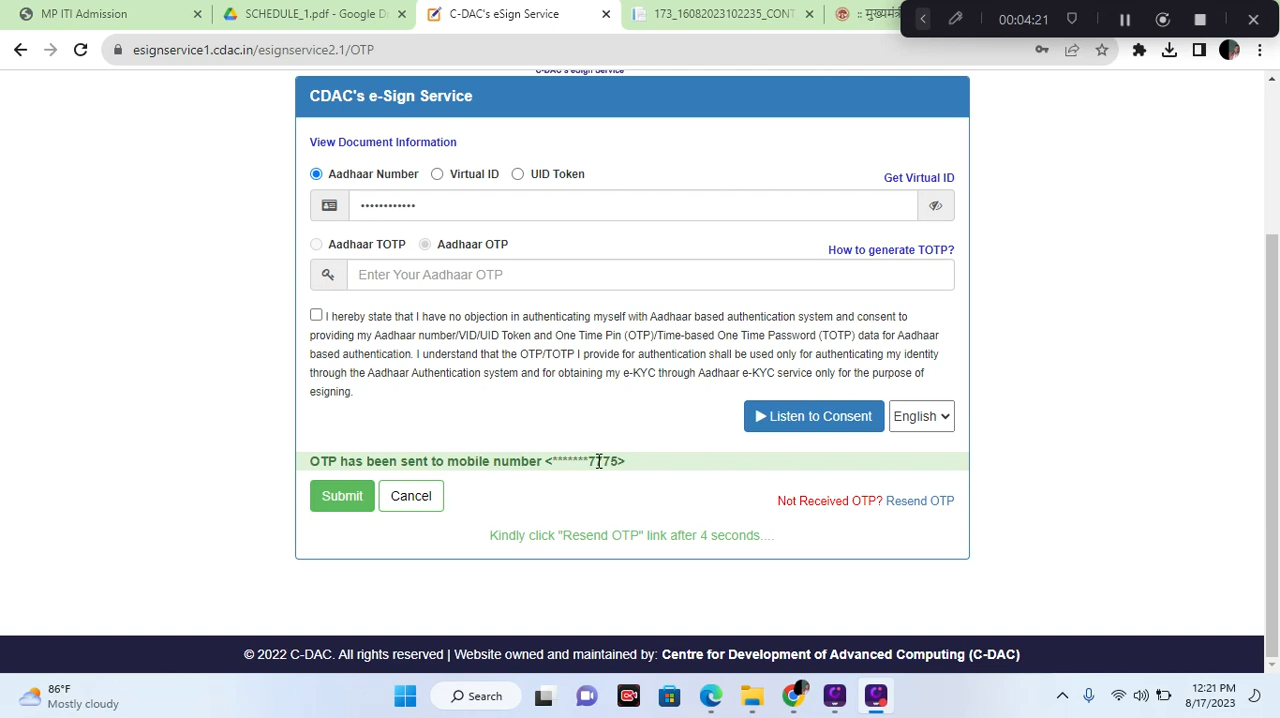 MP ITI Admission
SCHEDULE_1.pdf - Google Dr
C-DAC's eSign Service
173_16082023102235_CONT
:: मुख्यमंत्र
00:04:21
esignservice1.cdac.in/esignservice2.1/OTP
C-DAC's eSign Service
CDAC's e-Sign Service
View Document Information
Aadhaar Number Virtual ID UID Token
Get Virtual ID
••••••••••••
Aadhaar TOTP Aadhaar OTP
How to generate TOTP?
Enter Your Aadhaar OTP
I hereby state that I have no objection in authenticating myself with Aadhaar based authentication system and consent to
providing my Aadhaar number/VID/UID Token and One Time Pin (OTP)/Time-based One Time Password (TOTP) data for Aadhaar
based authentication. I understand that the OTP/TOTP I provide for authentication shall be used only for authenticating my identity
through the Aadhaar Authentication system and for obtaining my e-KYC through Aadhaar e-KYC service only for the purpose of
esigning.
Listen to Consent English
OTP has been sent to mobile number <*******7775>
Submit Cancel
Not Received OTP? Resend OTP
Kindly click "Resend OTP" link after 4 seconds....
© 2022 C-DAC. All rights reserved | Website owned and maintained by: Centre for Development of Advanced Computing (C-DAC)
86°F
Mostly cloudy
Search
12:21 PM
8/17/2023